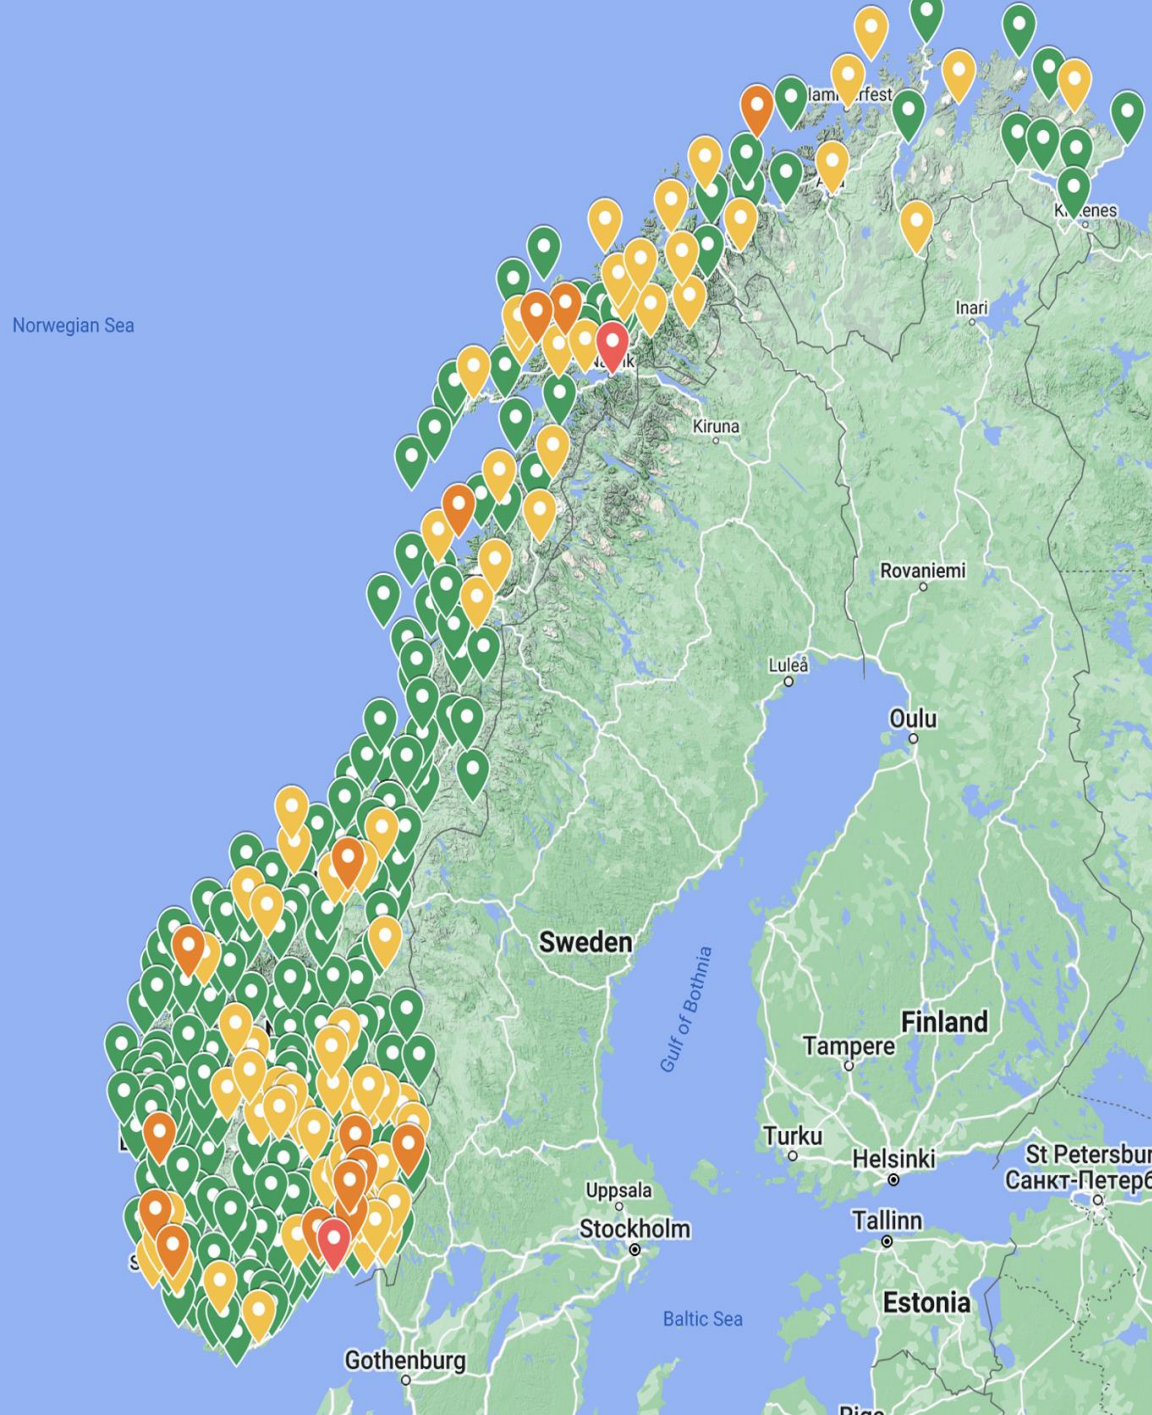 Norwegian Sea
Inari
Kiruna
Rovaniemi
Luleå
Oulu
Sweden
Gulf of Bothnia
Finland
Tampere
Turku
Helsinki
St Petersbur
Санкт-Петерб
Uppsala
Stockholm
Tallinn
Estonia
Baltic Sea
Gothenburg